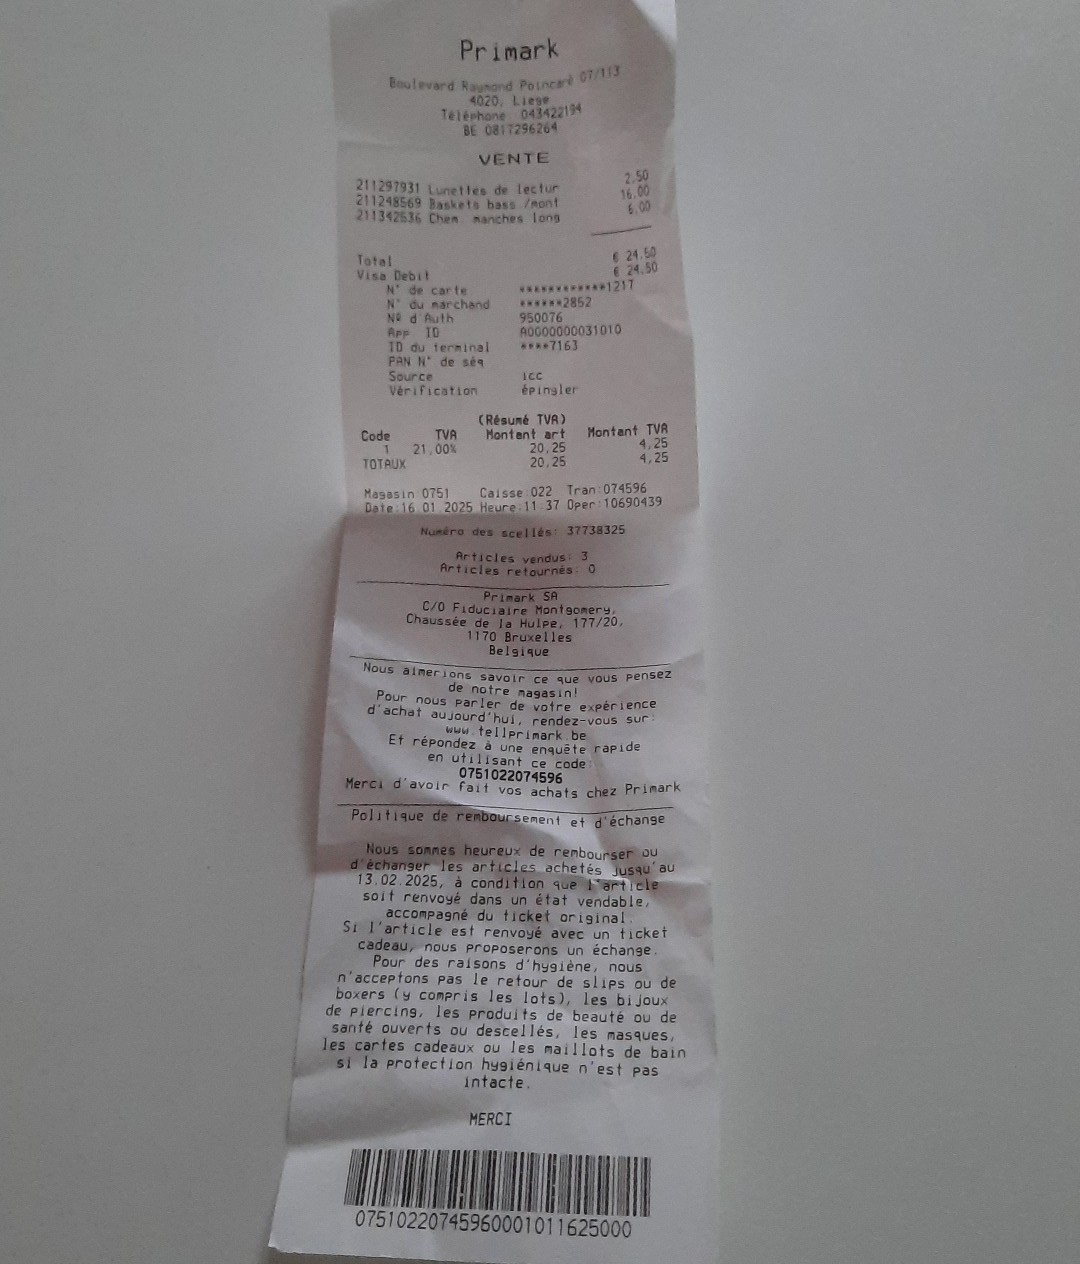 Primark
Boulevard Raymond Poincaré 07/113
4020, Liege
Téléphone 043422194
BE 0817296264
VENTE
211297931 Lunettes de lectur 2.50
211248569 Baskets bass /mont 16.00
211342636 Chem. manches long 6.00
Total € 24.50
Visa Debit € 24.50
N° de carte ************1217
N° du marchand ******2852
Nº d Auth 950076
App. ID A0000000031010
ID du terminal ****7163
PAN N° de séq
Source icc
Vérification épingler
(Résumé TVA)
Code TVA Montant art Montant TVA
1 21,00% 20,25 4,25
TOTAUX 20,25 4,25
Magasin 0751 Caisse:022 Tran:074596
Date:16.01.2025 Heure:11:37 Oper:10690439
Numéro des scellés: 37738325
Articles vendus: 3
Articles retournés: 0
Primark SA
C/O Fiduciaire Montgomery,
Chaussée de la Hulpe, 177/20,
1170 Bruxelles
Belgique
Nous aimerions savoir ce que vous pensez
de notre magasin!
Pour nous parler de votre expérience
d'achat aujourd'hui, rendez-vous sur:
www.tellprimark.be
Et répondez à une enquête rapide
en utilisant ce code:
0751022074596
Merci d'avoir fait vos achats chez Primark
Politique de remboursement et d'échange
Nous sommes heureux de rembourser ou
d'échanger les articles achetés jusqu'au
13.02.2025, à condition que l'article
soit renvoyé dans un état vendable,
accompagné du ticket original.
Si l'article est renvoyé avec un ticket
cadeau, nous proposerons un échange.
Pour des raisons d'hygiène, nous
n'acceptons pas le retour de slips ou de
boxers (y compris les lots), les bijoux
de piercing, les produits de beauté ou de
santé ouverts ou descellés, les masques,
les cartes cadeaux ou les maillots de bain
si la protection hygiénique n'est pas
intacte.
MERCI
07510220745960001011625000